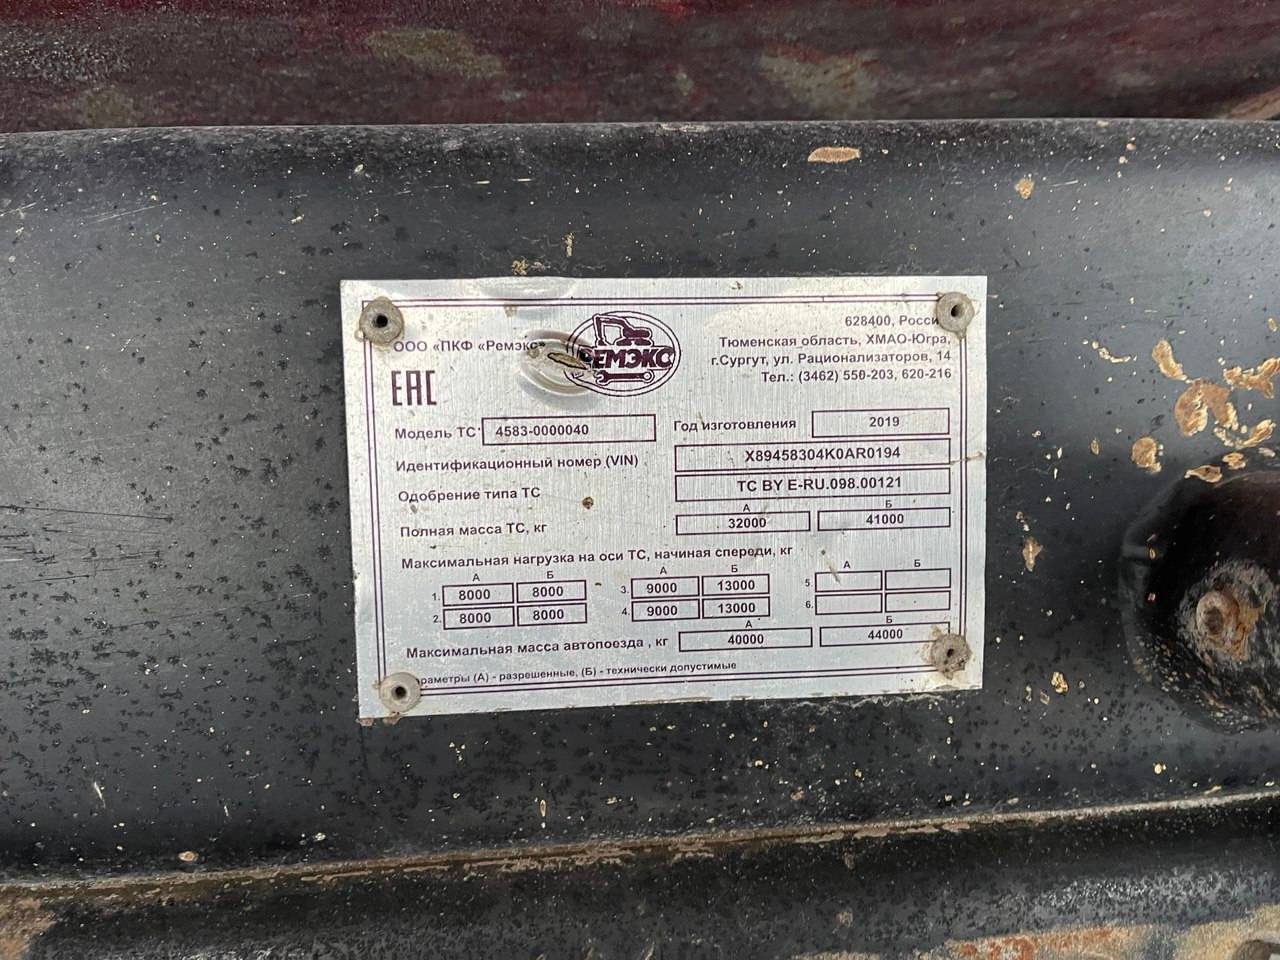 ООО «ПКФ «Ремэкс»
РЕМЭКС
628400, Росси
Тюменская область, ХМАО-Югра,
г.Сургут, ул. Рационализаторов, 14
Тел.: (3462) 550-203, 620-216
EAC
Модель ТС 4583-0000040 Год изготовления 2019
Идентификационный номер (VIN) X89458304K0AR0194
Одобрение типа ТС ТС BY E-RU.098.00121
А Б
Полная масса ТС, кг 32000 41000
Максимальная нагрузка на оси ТС, начиная спереди, кг
А Б А Б А Б
1. 8000 8000 3. 9000 13000 5.
2. 8000 8000 4. 9000 13000 6.
А Б
Максимальная масса автопоезда , кг 40000 44000
раметры (А) - разрешенные, (Б) - технически допустимые